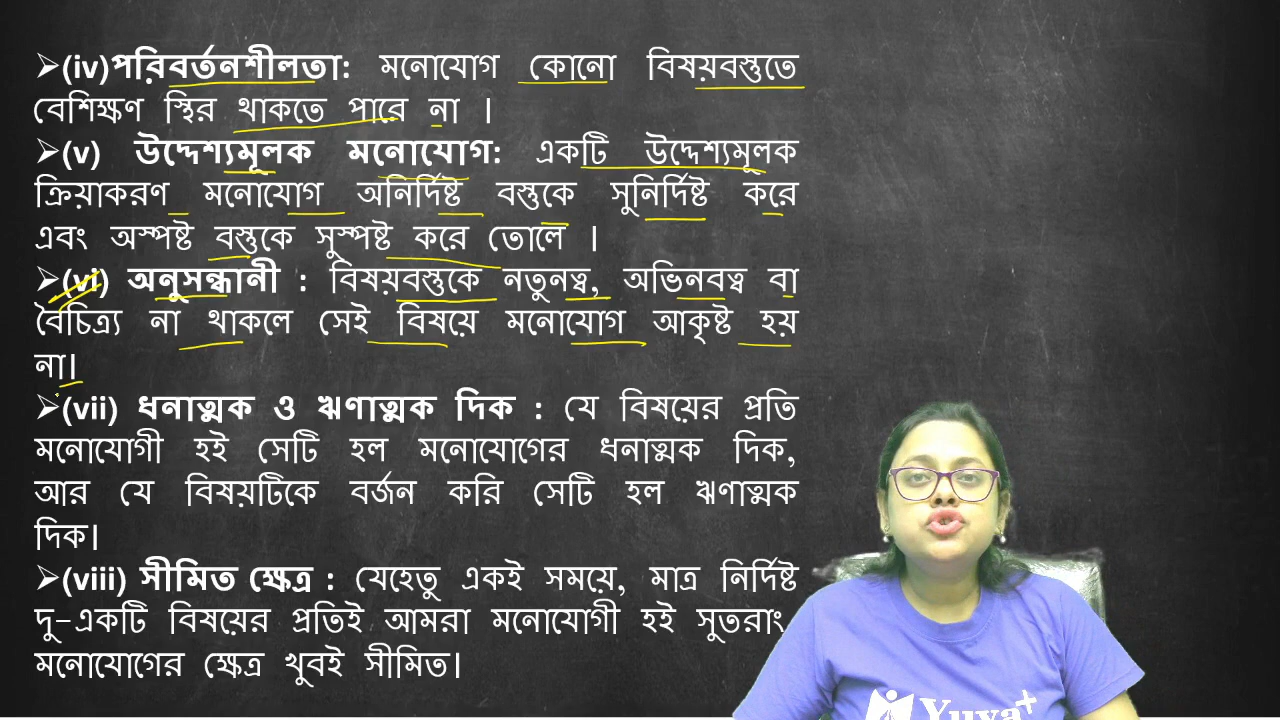 ➢(iv)পরিবর্তনশীলতা: মনোযোগ কোনো বিষয়বস্তুতে
বেশিক্ষণ স্থির থাকতে পারে না ।
➢(v) উদ্দেশ্যমূলক মনোযোগ: একটি উদ্দেশ্যমূলক
ক্রিয়াকরণ মনোযোগ অনির্দিষ্ট বস্তুকে সুনির্দিষ্ট করে
এবং অস্পষ্ট বস্তুকে সুস্পষ্ট করে তোলে ।
➢(vi) অনুসন্ধানী : বিষয়বস্তুকে নতুনত্ব, অভিনবত্ব বা
বৈচিত্র্য না থাকলে সেই বিষয়ে মনোযোগ আকৃষ্ট হয়
না।
➢(vii) ধনাত্মক ও ঋণাত্মক দিক : যে বিষয়ের প্রতি
মনোযোগী হই সেটি হল মনোযোগের ধনাত্মক দিক,
আর যে বিষয়টিকে বর্জন করি সেটি হল ঋণাত্মক
দিক।
➢(viii) সীমিত ক্ষেত্র : যেহেতু একই সময়ে, মাত্র নির্দিষ্ট
দু-একটি বিষয়ের প্রতিই আমরা মনোযোগী হই সুতরাং
মনোযোগের ক্ষেত্র খুবই সীমিত।
Yuva+